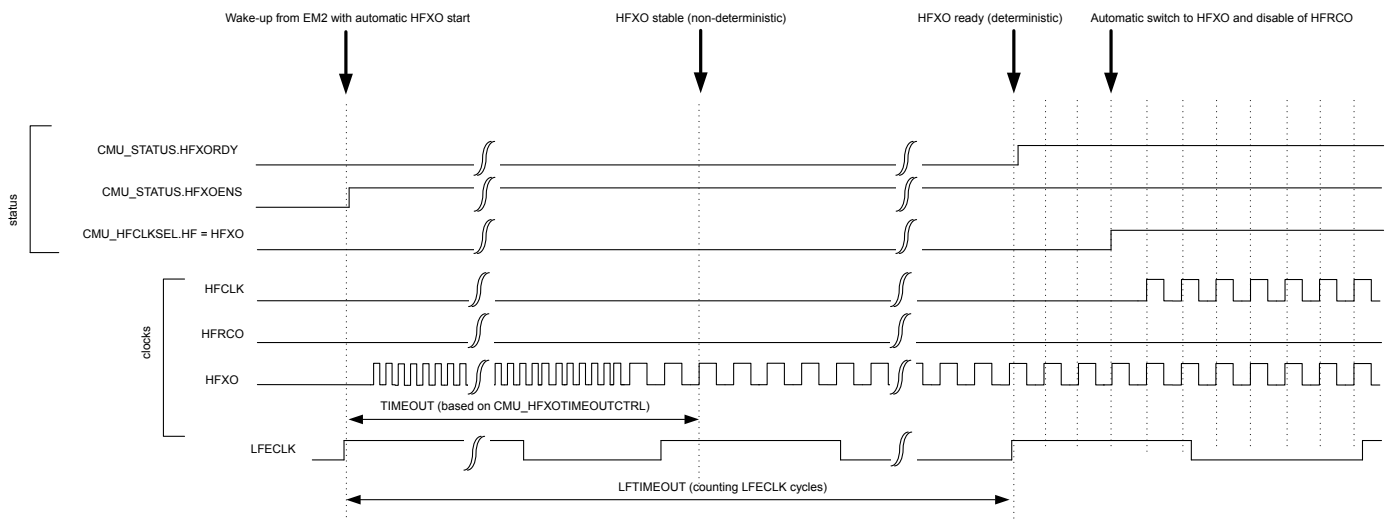 Wake-up from EM2 with automatic HFXO start
HFXO stable (non-deterministic)
HFXO ready (deterministic)
Automatic switch to HFXO and disable of HFRCO
status
CMU_STATUS.HFXORDY
CMU_STATUS.HFXOENS
CMU_HFCLKSEL.HF = HFXO
clocks
HFCLK
HFRCO
HFXO
TIMEOUT (based on CMU_HFXOTIMEOUTCTRL)
LFECLK
LFTIMEOUT (counting LFECLK cycles)